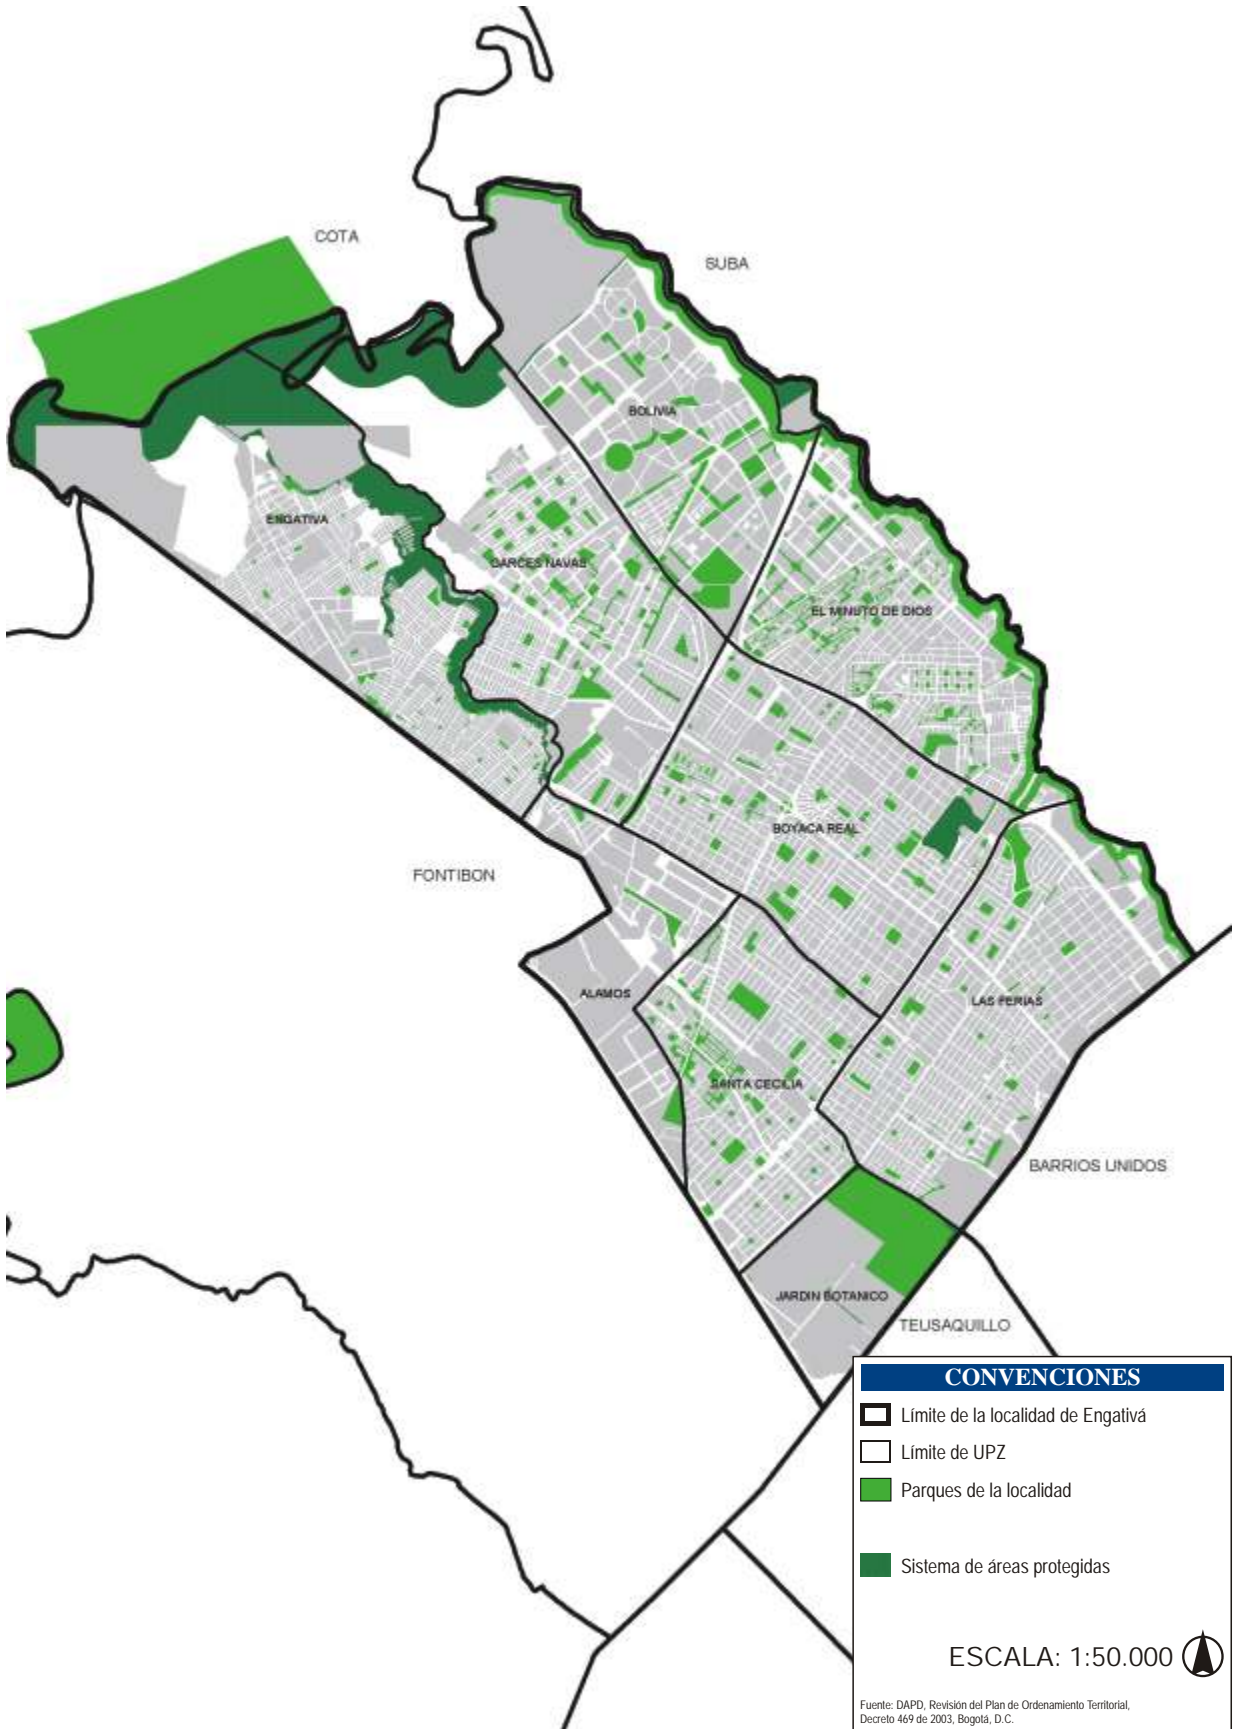 COTA
SUBA
BOLIVIA
ENGATIVA
GARCES NAVAS
EL MINUTO DE DIOS
BOYACA REAL
FONTIBON
ALAMOS
LAS FERIAS
SANTA CECILIA
BARRIOS UNIDOS
JARDIN BOTANICO
TEUSAQUILLO
CONVENCIONES
Límite de la localidad de Engativá
Límite de UPZ
Parques de la localidad
Sistema de áreas protegidas
ESCALA: 1:50.000
Fuente: DAPD, Revisión del Plan de Ordenamiento Territorial,
Decreto 469 de 2003, Bogotá, D.C.